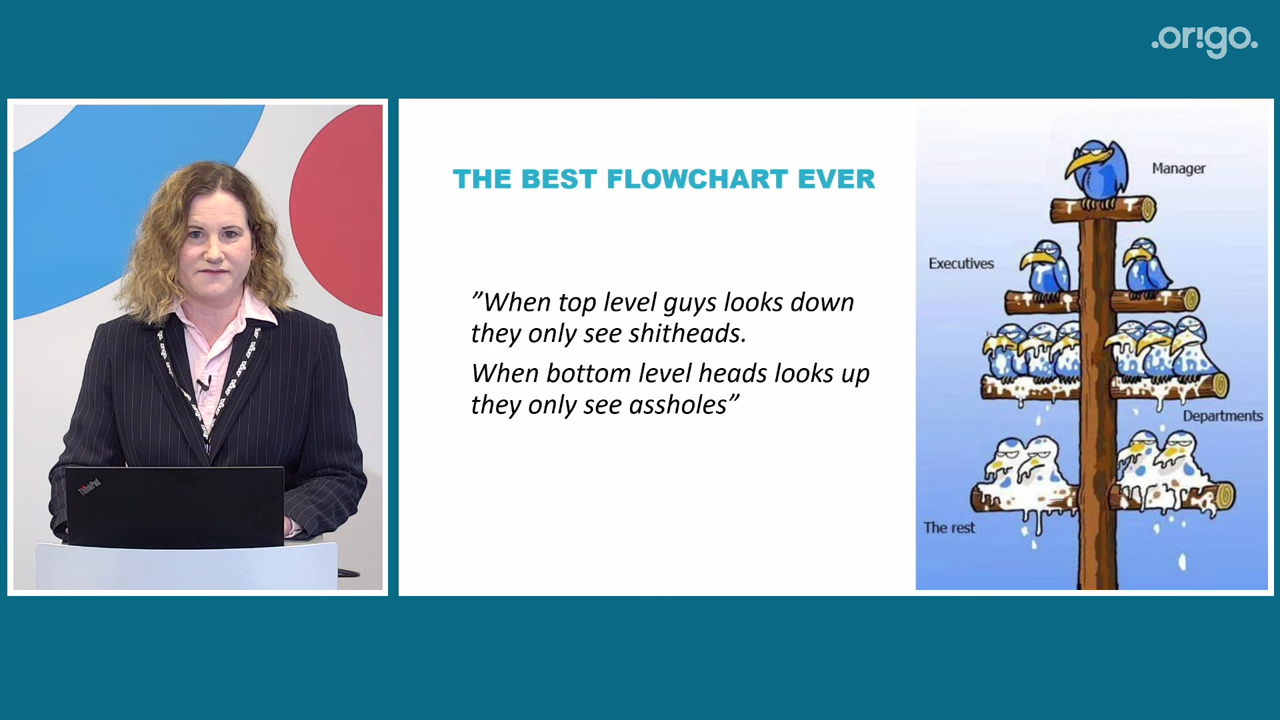 .origo.
THE BEST FLOWCHART EVER
”When top level guys looks down
they only see shitheads.
When bottom level heads looks up
they only see assholes”
Manager
Executives
Departments
The rest
ThinkPad